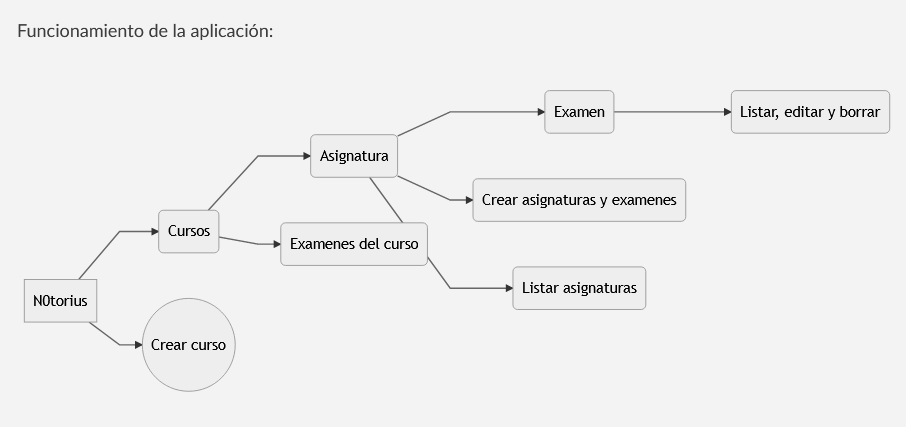 Funcionamiento de la aplicación:
Examen
Listar, editar y borrar
Asignatura
Crear asignaturas y examenes
Cursos
Examenes del curso
Listar asignaturas
N0torius
Crear curso